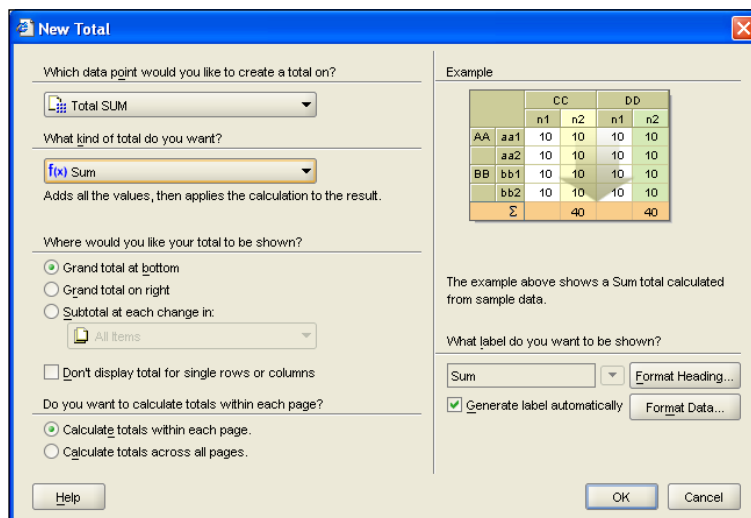 New Total
Which data point would you like to create a total on?
Total SUM
What kind of total do you want?
f(x) Sum
Adds all the values, then applies the calculation to the result.
Where would you like your total to be shown?
Grand total at bottom
Grand total on right
Subtotal at each change in:
All Items
Don't display total for single rows or columns
Do you want to calculate totals within each page?
Calculate totals within each page.
Calculate totals across all pages.
Example
CC DD
n1 n2 n1 n2
AA aa1 10 10 10 10
aa2 10 10 10 10
BB bb1 10 10 10 10
bb2 10 10 10 10
Σ 40 40
The example above shows a Sum total calculated
from sample data.
What label do you want to be shown?
Sum
Format Heading...
Generate label automatically
Format Data...
Help
OK
Cancel